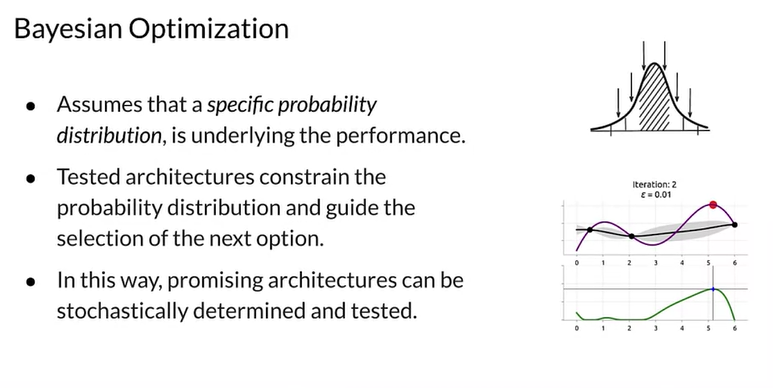 Bayesian Optimization
● Assumes that a specific probability
distribution, is underlying the performance.
● Tested architectures constrain the
probability distribution and guide the
selection of the next option.
● In this way, promising architectures can be
stochastically determined and tested.
Iteration: 2
ε = 0.01
0 1 2 3 4 5 6
0 1 2 3 4 5 6